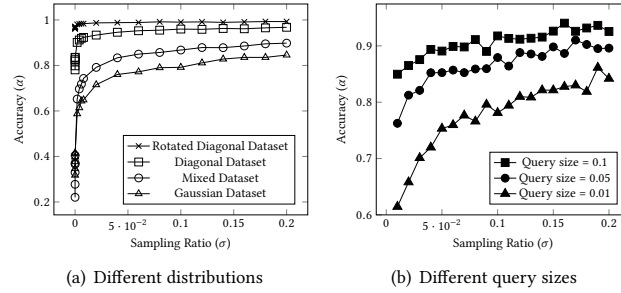 1
0.8
0.6
0.4
0.2
Accuracy (α)
0
5 · 10⁻²
0.1
0.15
0.2
Sampling Ratio (σ)
Rotated Diagonal Dataset
Diagonal Dataset
Mixed Dataset
Gaussian Dataset
(a) Different distributions
0.9
0.8
0.7
0.6
Accuracy (α)
0
5 · 10⁻²
0.1
0.15
0.2
Sampling Ratio (σ)
Query size = 0.1
Query size = 0.05
Query size = 0.01
(b) Different query sizes